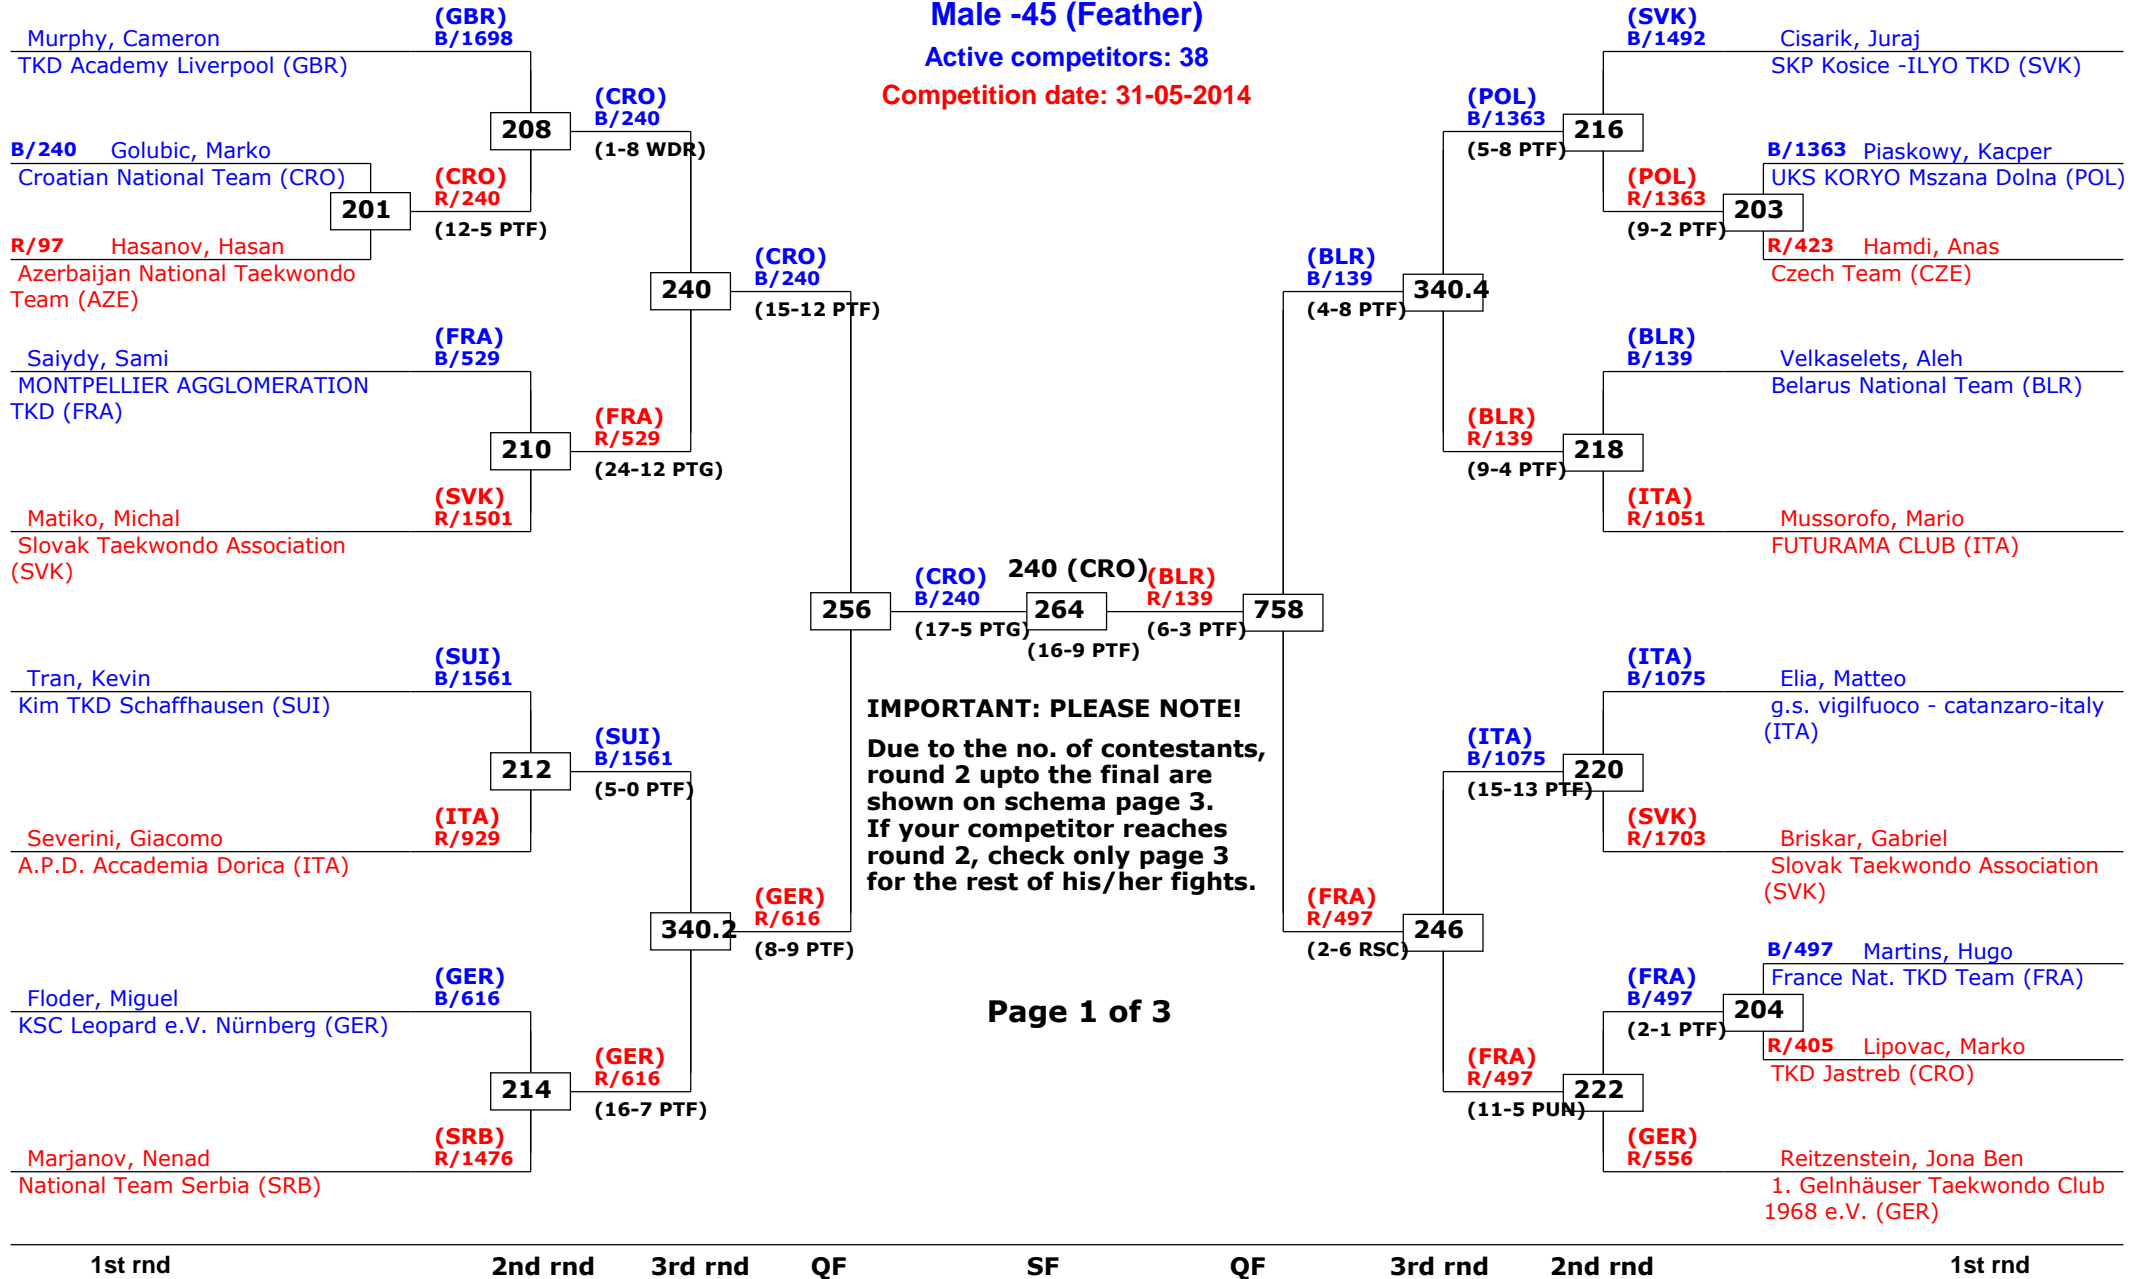 Male -45 (Feather)
Active competitors: 38
Competition date: 31-05-2014
(GBR)
Murphy, Cameron B/1698
TKD Academy Liverpool (GBR)
(CRO)
B/240
208
(1-8 WDR)
B/240 Golubic, Marko
Croatian National Team (CRO)
(CRO)
R/240
201
(12-5 PTF)
R/97 Hasanov, Hasan
Azerbaijan National Taekwondo
Team (AZE)
(CRO)
B/240
240
(15-12 PTF)
(FRA)
Saiydy, Sami B/529
MONTPELLIER AGGLOMERATION
TKD (FRA)
(FRA)
R/529
210
(24-12 PTG)
(SVK)
Matiko, Michal R/1501
Slovak Taekwondo Association
(SVK)
256
(CRO)
B/240
(17-5 PTG)
240 (CRO)
264
(16-9 PTF)
(BLR)
R/139
(6-3 PTF)
758
(SUI)
Tran, Kevin B/1561
Kim TKD Schaffhausen (SUI)
(SUI)
B/1561
212
(5-0 PTF)
(ITA)
Severini, Giacomo R/929
A.P.D. Accademia Dorica (ITA)
(GER)
R/616
340.2
(8-9 PTF)
(GER)
Floder, Miguel B/616
KSC Leopard e.V. Nürnberg (GER)
(GER)
R/616
214
(16-7 PTF)
(SRB)
Marjanov, Nenad R/1476
National Team Serbia (SRB)
IMPORTANT: PLEASE NOTE!
Due to the no. of contestants,
round 2 upto the final are
shown on schema page 3.
If your competitor reaches
round 2, check only page 3
for the rest of his/her fights.
Page 1 of 3
(SVK)
B/1492 Cisarik, Juraj
SKP Kosice -ILYO TKD (SVK)
(POL)
B/1363
216
(5-8 PTF)
B/1363 Piaskowy, Kacper
UKS KORYO Mszana Dolna (POL)
(POL)
R/1363
203
(9-2 PTF)
R/423 Hamdi, Anas
Czech Team (CZE)
(BLR)
B/139
340.4
(4-8 PTF)
(BLR)
B/139 Velkaselets, Aleh
Belarus National Team (BLR)
(BLR)
R/139
218
(9-4 PTF)
(ITA)
R/1051 Mussorofo, Mario
FUTURAMA CLUB (ITA)
(ITA)
B/1075 Elia, Matteo
g.s. vigilfuoco - catanzaro-italy
(ITA)
(ITA)
B/1075
220
(15-13 PTF)
(SVK)
R/1703 Briskar, Gabriel
Slovak Taekwondo Association
(SVK)
(FRA)
R/497
246
(2-6 RSC)
B/497 Martins, Hugo
France Nat. TKD Team (FRA)
(FRA)
B/497
204
(2-1 PTF)
R/405 Lipovac, Marko
TKD Jastreb (CRO)
(FRA)
R/497
222
(11-5 PUN)
(GER)
R/556 Reitzenstein, Jona Ben
1. Gelnhäuser Taekwondo Club
1968 e.V. (GER)
1st rnd 2nd rnd 3rd rnd QF SF QF 3rd rnd 2nd rnd 1st rnd